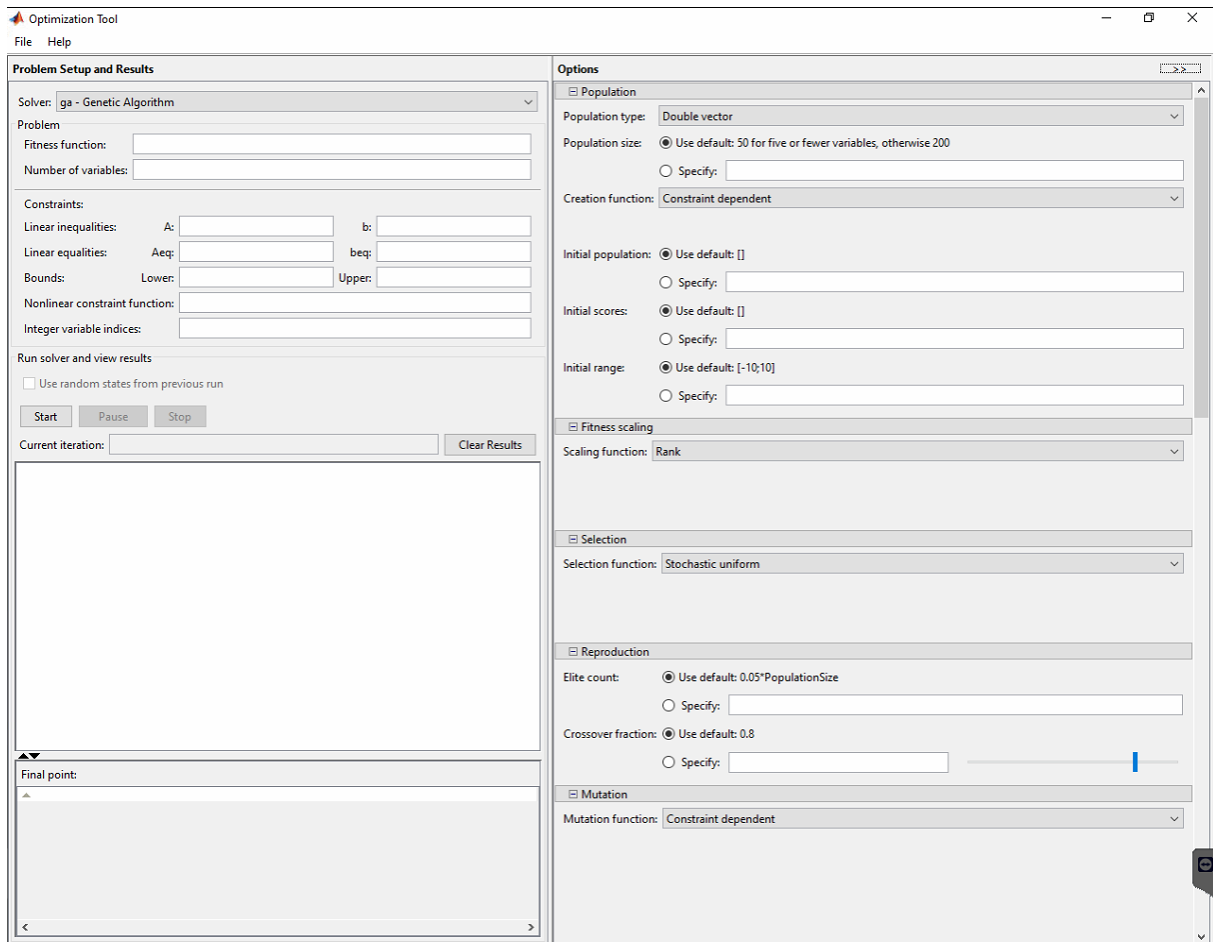 Optimization Tool
File Help
Problem Setup and Results
Solver: ga - Genetic Algorithm
Problem
Fitness function:
Number of variables:
Constraints:
Linear inequalities: A: b:
Linear equalities: Aeq: beq:
Bounds: Lower: Upper:
Nonlinear constraint function:
Integer variable indices:
Run solver and view results
Use random states from previous run
Start Pause Stop
Current iteration: Clear Results
Final point:
Options >>
Population
Population type: Double vector
Population size: Use default: 50 for five or fewer variables, otherwise 200
Specify:
Creation function: Constraint dependent
Initial population: Use default: []
Specify:
Initial scores: Use default: []
Specify:
Initial range: Use default: [-10;10]
Specify:
Fitness scaling
Scaling function: Rank
Selection
Selection function: Stochastic uniform
Reproduction
Elite count: Use default: 0.05*PopulationSize
Specify:
Crossover fraction: Use default: 0.8
Specify:
Mutation
Mutation function: Constraint dependent